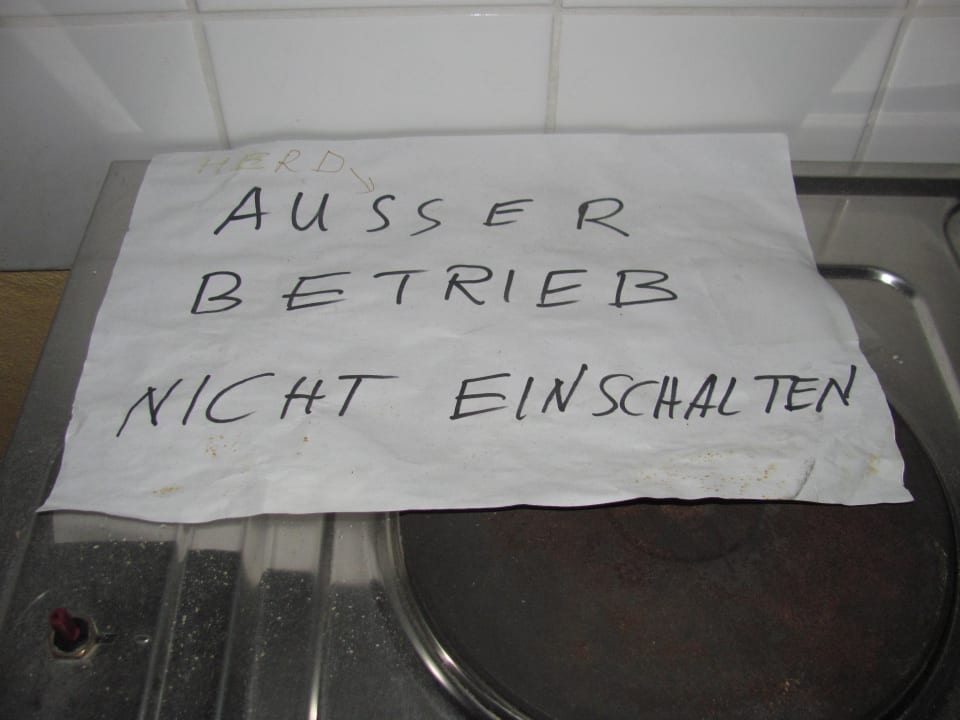 HERD
AUSSER
BETRIEB
NICHT EINSCHALTEN